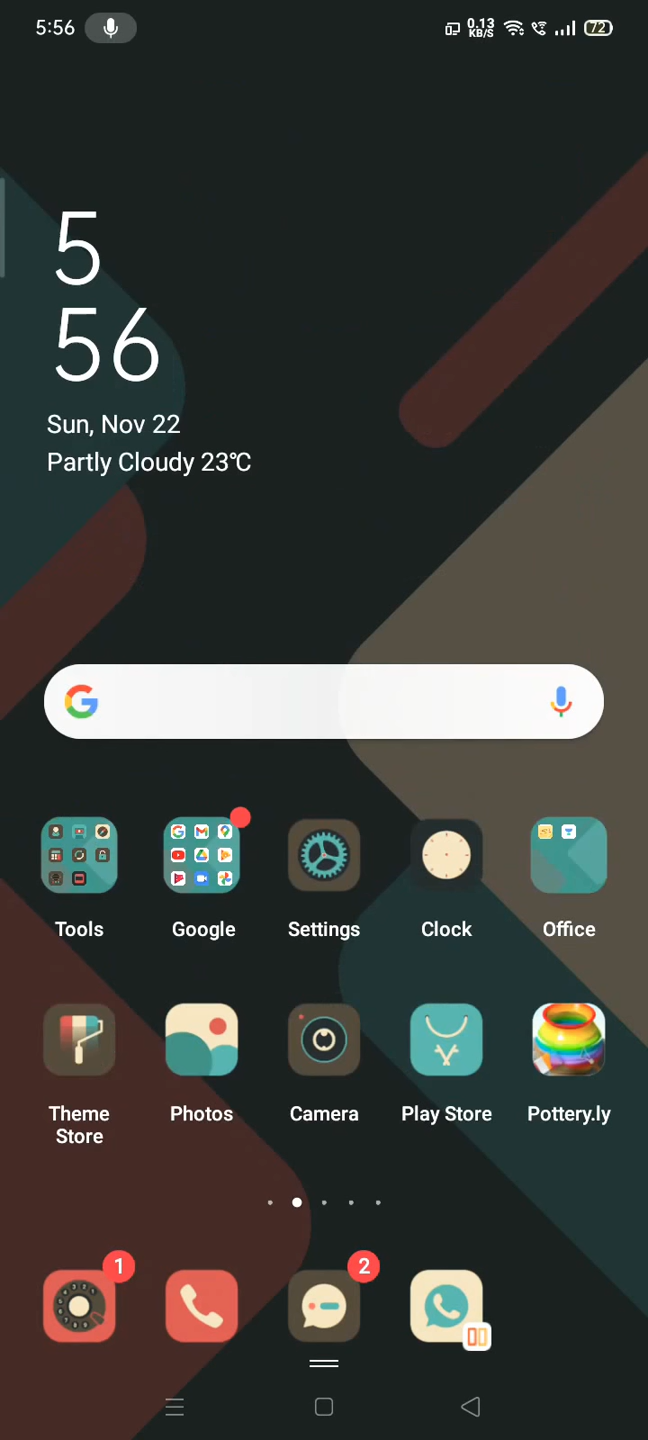 5:56
0.13
KB/S
72
5
56
Sun, Nov 22
Partly Cloudy 23℃
Tools
Google
Settings
Clock
Office
Theme
Store
Photos
Camera
Play Store
Pottery.ly
1
2